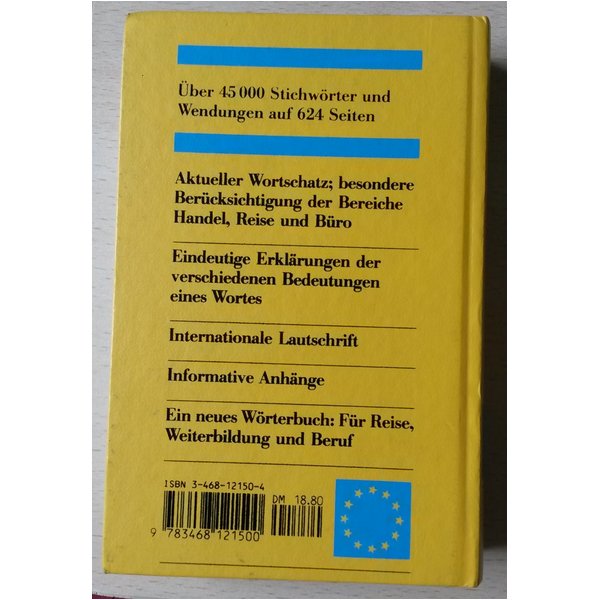 Über 45 000 Stichwörter und
Wendungen auf 624 Seiten
Aktueller Wortschatz; besondere
Berücksichtigung der Bereiche
Handel, Reise und Büro
Eindeutige Erklärungen der
verschiedenen Bedeutungen
eines Wortes
Internationale Lautschrift
Informative Anhänge
Ein neues Wörterbuch: Für Reise,
Weiterbildung und Beruf
ISBN 3-468-12150-4
DM 18.80
9 783468 121500